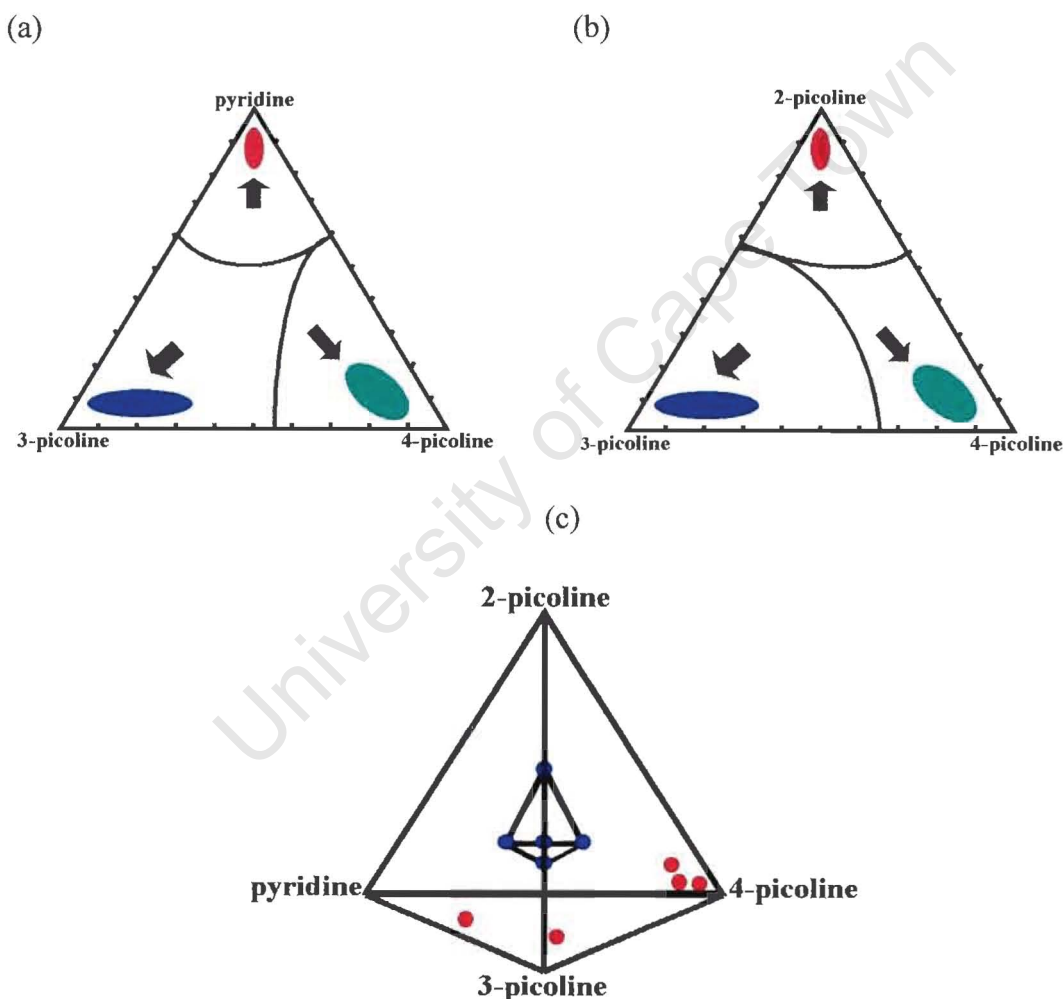 (a)
(b)
pyridine
2-picoline
3-picoline
4-picoline
3-picoline
4-picoline
(c)
2-picoline
pyridine
4-picoline
3-picoline
University of Cape Town